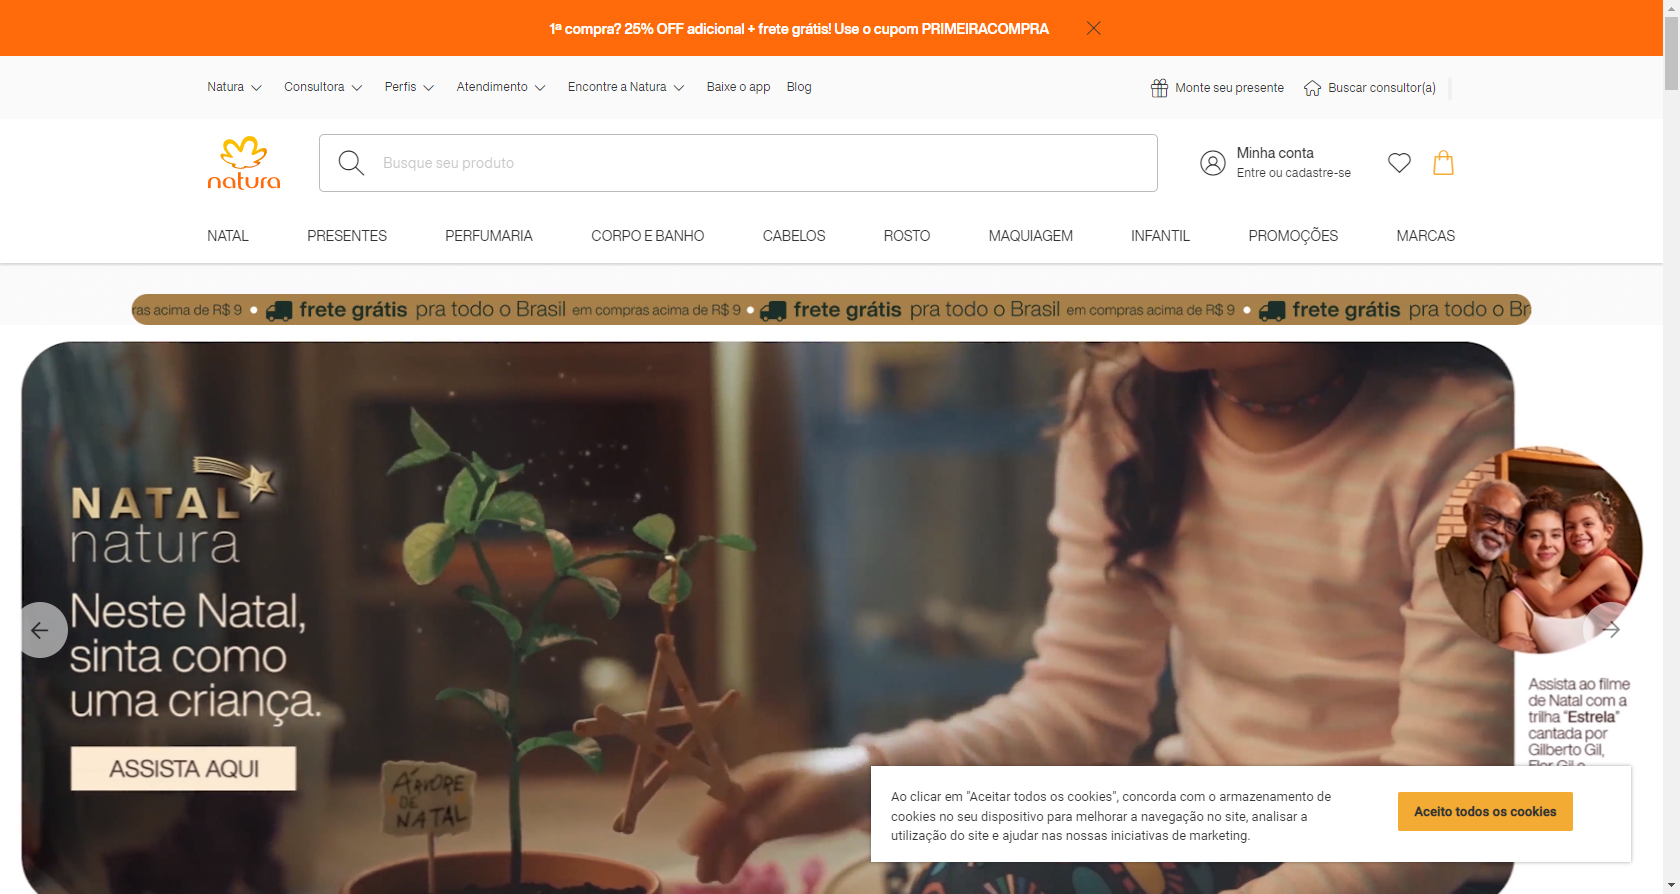 1ª compra? 25% OFF adicional + frete grátis! Use o cupom PRIMEIRACOMPRA
Natura Consultora Perfis Atendimento Encontre a Natura Baixe o app Blog Monte seu presente Buscar consultor(a)
natura
Busque seu produto
Minha conta
Entre ou cadastre-se
NATAL PRESENTES PERFUMARIA CORPO E BANHO CABELOS ROSTO MAQUIAGEM INFANTIL PROMOÇÕES MARCAS
acima de R$ 9 • frete grátis pra todo o Brasil em compras acima de R$ 9 • frete grátis pra todo o Brasil em compras acima de R$ 9 • frete grátis pra todo o
NATAL
natura
Neste Natal,
sinta como
uma criança.
ASSISTA AQUI
ÁRVORE
DE
NATAL
Assista ao filme
de Natal com a
trilha "Estrela"
cantada por
Gilberto Gil,
Ao clicar em "Aceitar todos os cookies", concorda com o armazenamento de
cookies no seu dispositivo para melhorar a navegação no site, analisar a
utilização do site e ajudar nas nossas iniciativas de marketing.
Aceito todos os cookies